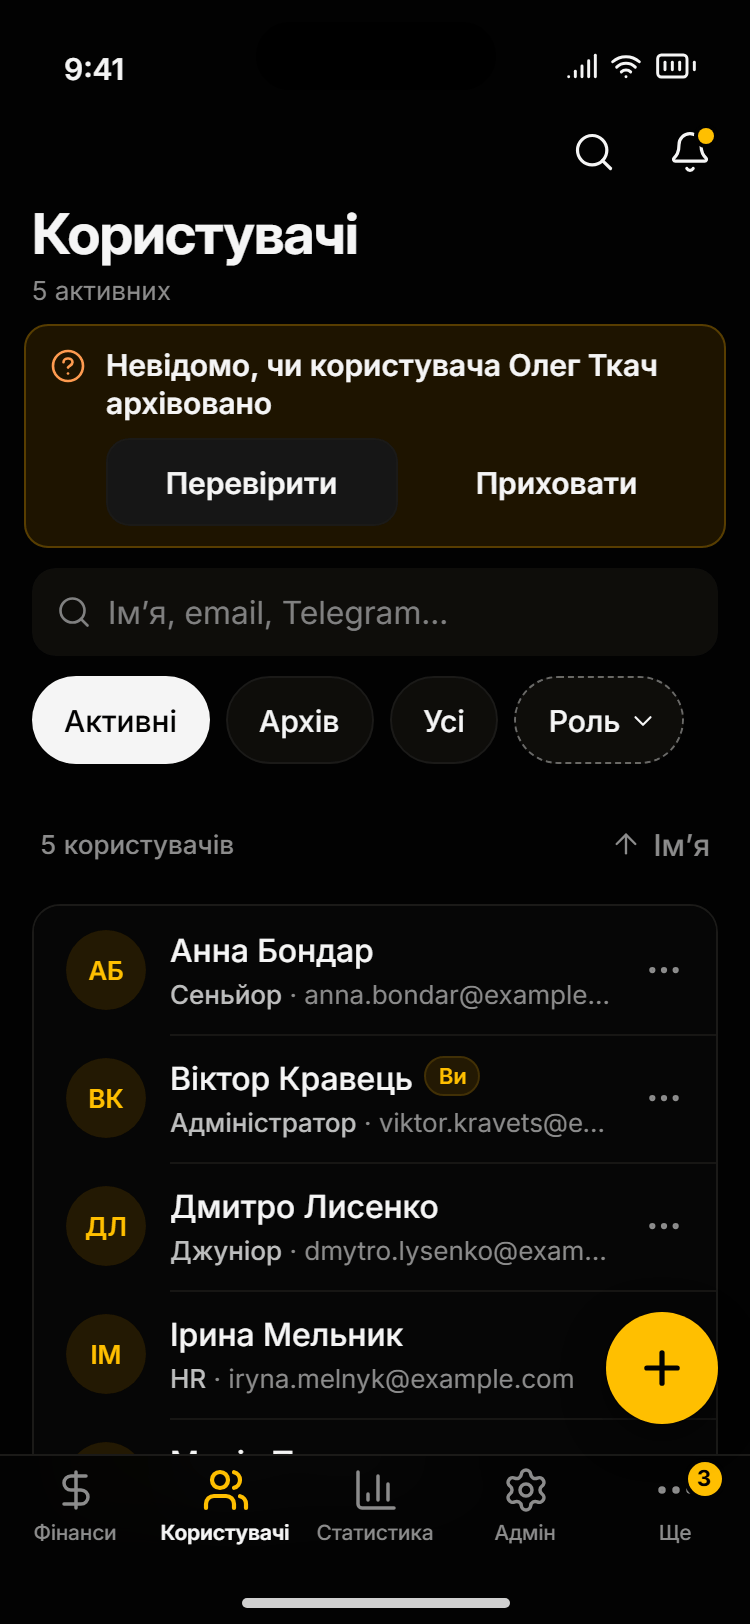 9:41
Користувачі
5 активних
Невідомо, чи користувача Олег Ткач
архівовано
Перевірити
Приховати
Ім’я, email, Telegram...
Активні
Архів
Усі
Роль
5 користувачів
Ім’я
АБ
Анна Бондар
Сеньйор · anna.bondar@example...
ВК
Віктор Кравець
Ви
Адміністратор · viktor.kravets@e...
ДЛ
Дмитро Лисенко
Джуніор · dmytro.lysenko@exam...
ІМ
Ірина Мельник
HR · iryna.melnyk@example.com
Фінанси
Користувачі
Статистика
Адмін
3
Ще